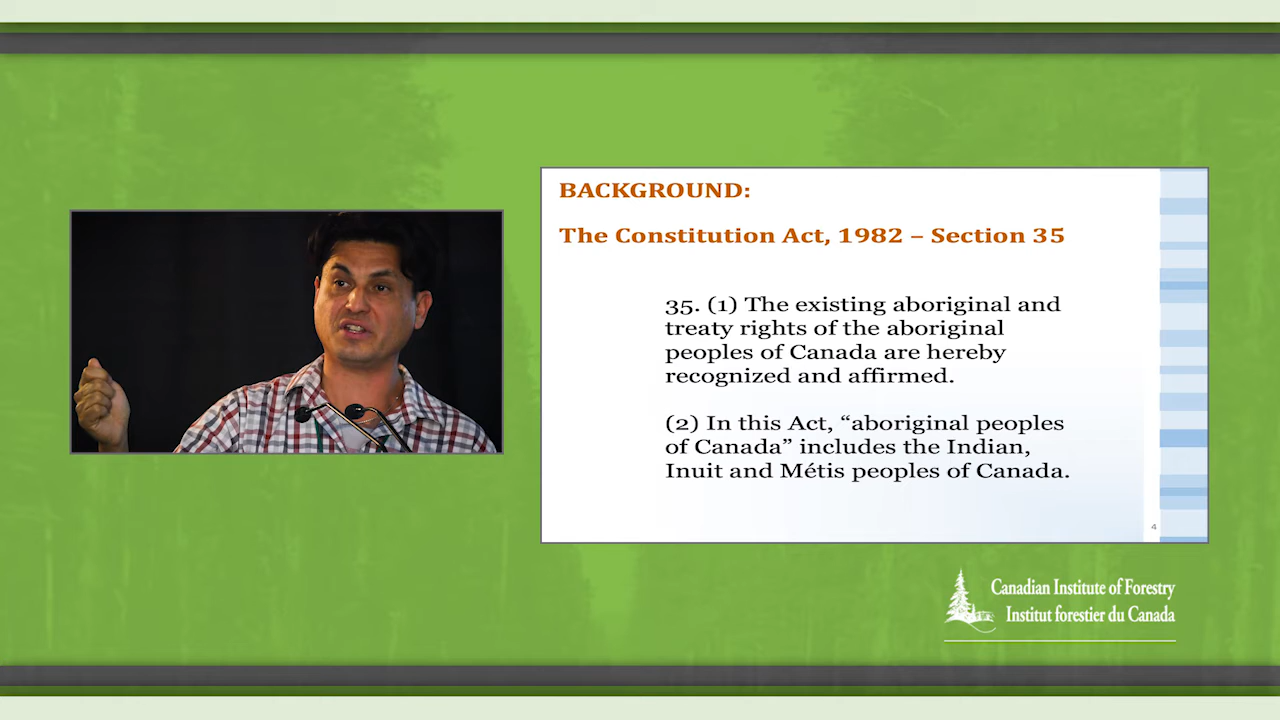 BACKGROUND:
The Constitution Act, 1982 – Section 35
35. (1) The existing aboriginal and
treaty rights of the aboriginal
peoples of Canada are hereby
recognized and affirmed.
(2) In this Act, “aboriginal peoples
of Canada” includes the Indian,
Inuit and Métis peoples of Canada.
4
Canadian Institute of Forestry
Institut forestier du Canada